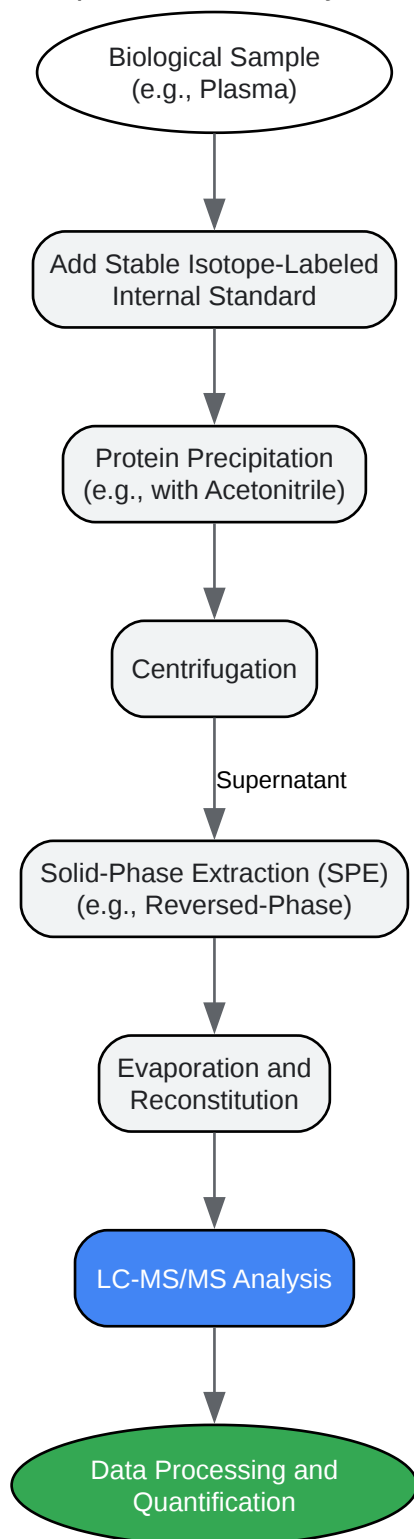 Biological Sample
(e.g., Plasma)
Add Stable Isotope-Labeled
Internal Standard
Protein Precipitation
(e.g., with Acetonitrile)
Centrifugation
Supernatant
Solid-Phase Extraction (SPE)
(e.g., Reversed-Phase)
Evaporation and
Reconstitution
LC-MS/MS Analysis
Data Processing and
Quantification